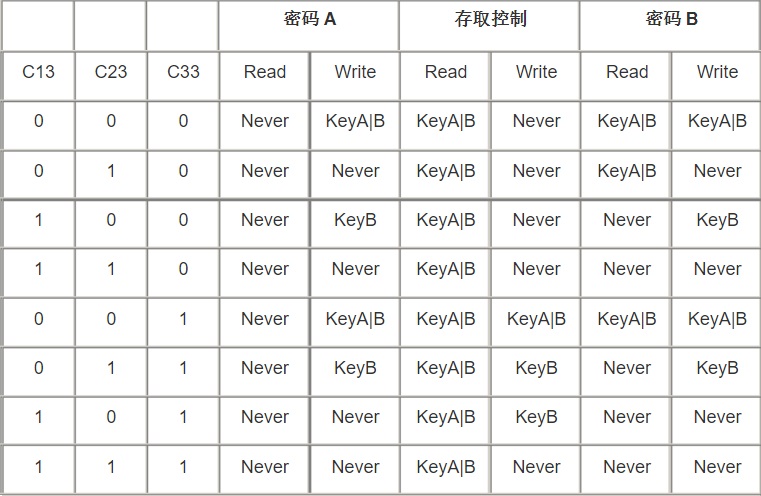 密码 A 存取控制 密码 B
C13 C23 C33 Read Write Read Write Read Write
0 0 0 Never KeyA|B KeyA|B Never KeyA|B KeyA|B
0 1 0 Never Never KeyA|B Never KeyA|B Never
1 0 0 Never KeyB KeyA|B Never Never KeyB
1 1 0 Never Never KeyA|B Never Never Never
0 0 1 Never KeyA|B KeyA|B KeyA|B KeyA|B KeyA|B
0 1 1 Never KeyB KeyA|B KeyB Never KeyB
1 0 1 Never Never KeyA|B KeyB Never Never
1 1 1 Never Never KeyA|B Never Never Never